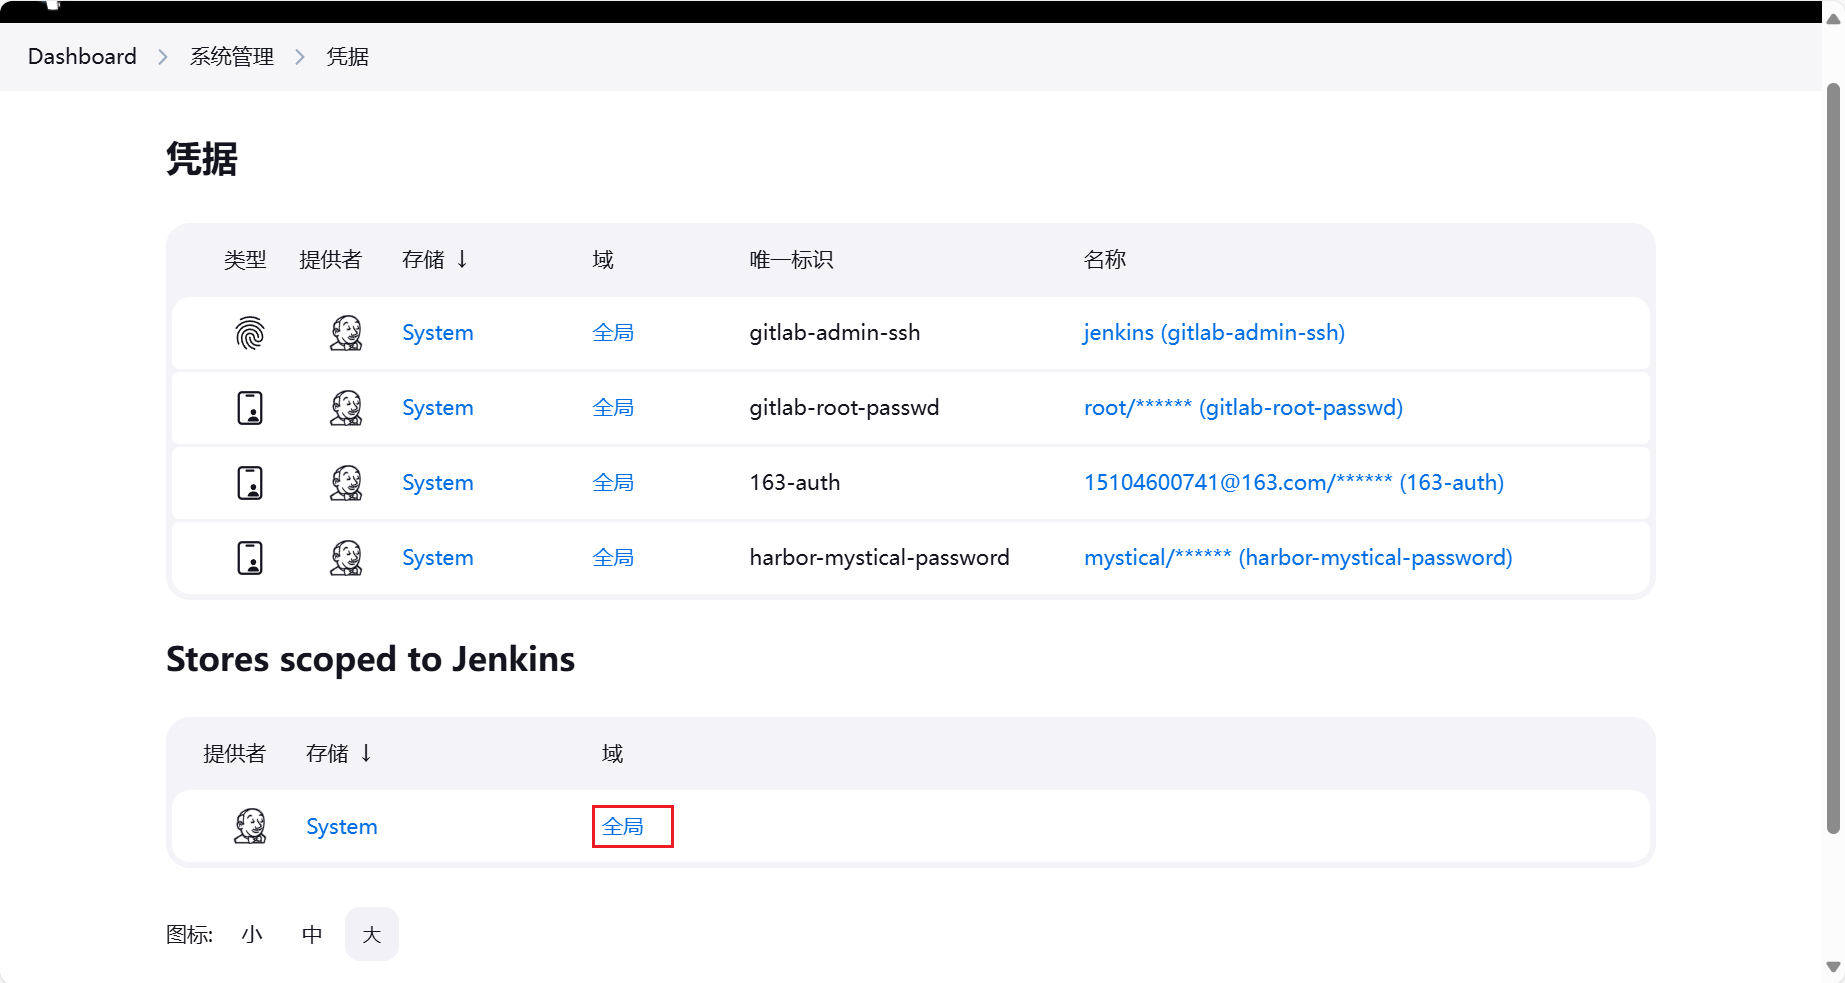 Dashboard > 系统管理 > 凭据
凭据
类型 提供者 存储 ↓ 域 唯一标识 名称
System 全局 gitlab-admin-ssh jenkins (gitlab-admin-ssh)
System 全局 gitlab-root-passwd root/****** (gitlab-root-passwd)
System 全局 163-auth 15104600741@163.com/****** (163-auth)
System 全局 harbor-mystical-password mystical/****** (harbor-mystical-password)
Stores scoped to Jenkins
提供者 存储 ↓ 域
System 全局
图标: 小 中 大